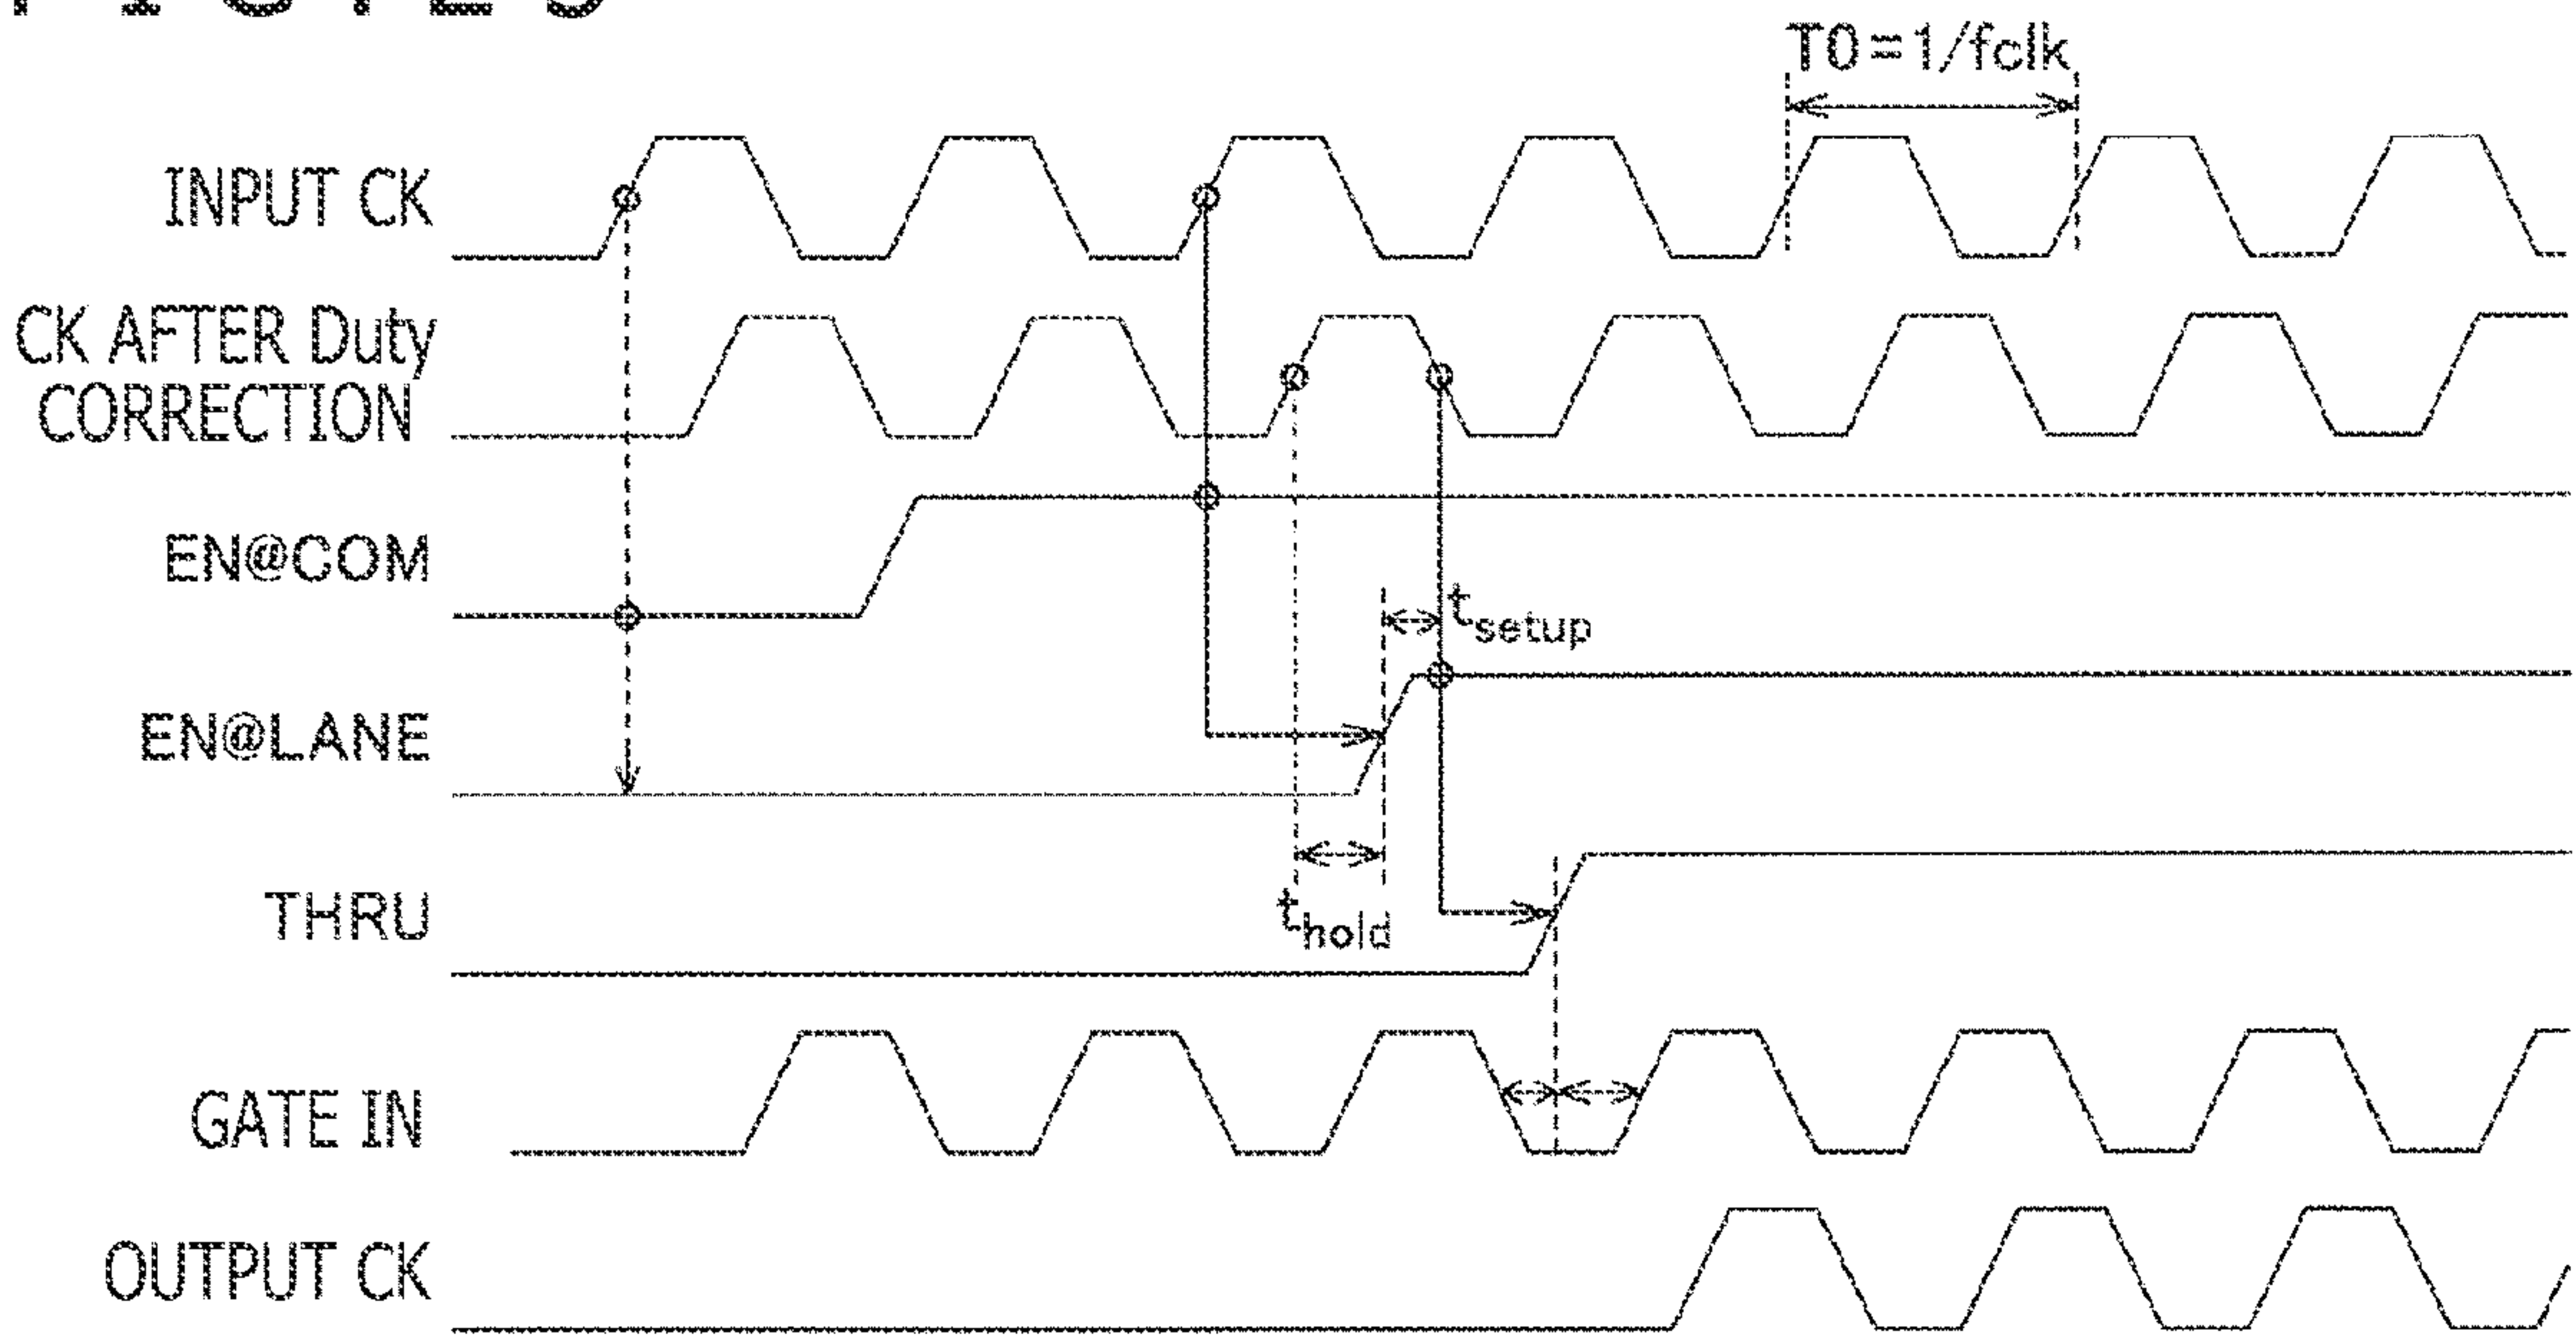 T0=1/fclk
INPUT CK
CK AFTER Duty
CORRECTION
EN@COM
tsetup
EN@LANE
THRU
thold
GATE IN
OUTPUT CK